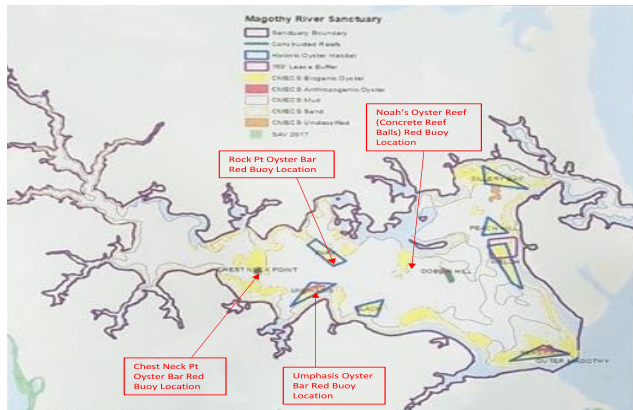 Magothy River Sanctuary
Sanctuary Boundary
Constructed Reefs
Historic Oyster Habitat
150' Lease Buffer
CMECS Biogenic Oyster
CMECS Anthropogenic Oyster
CMECS Mud
CMECS Sand
CMECS Unclassified
SAV 2017
Noah's Oyster Reef
(Concrete Reef
Balls) Red Buoy
Location
Rock Pt Oyster Bar
Red Buoy Location
CHEST NECK POINT
DOBBIN HILL
OUTER MAGOTHY
Chest Neck Pt
Oyster Bar Red
Buoy Location
Umphasis Oyster
Bar Red Buoy
Location